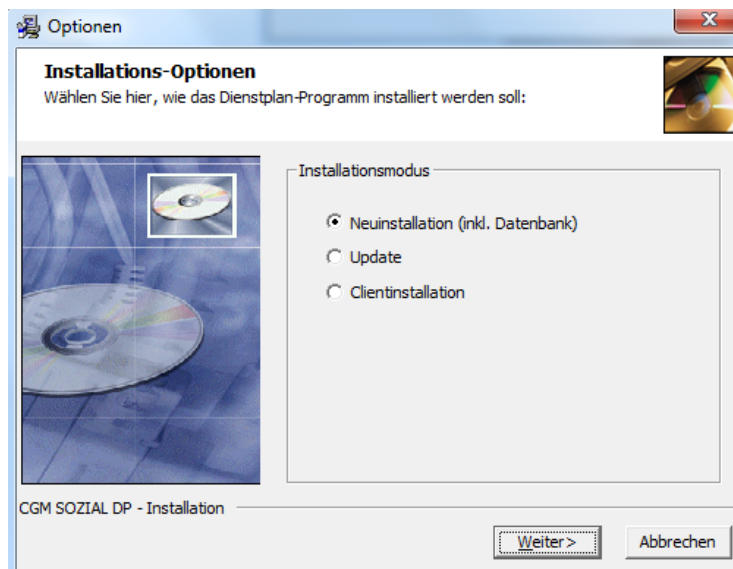 Optionen
Installations-Optionen
Wählen Sie hier, wie das Dienstplan-Programm installiert werden soll:
Installationsmodus
Neuinstallation (inkl. Datenbank)
Update
Clientinstallation
CGM SOZIAL DP - Installation
Weiter>
Abbrechen